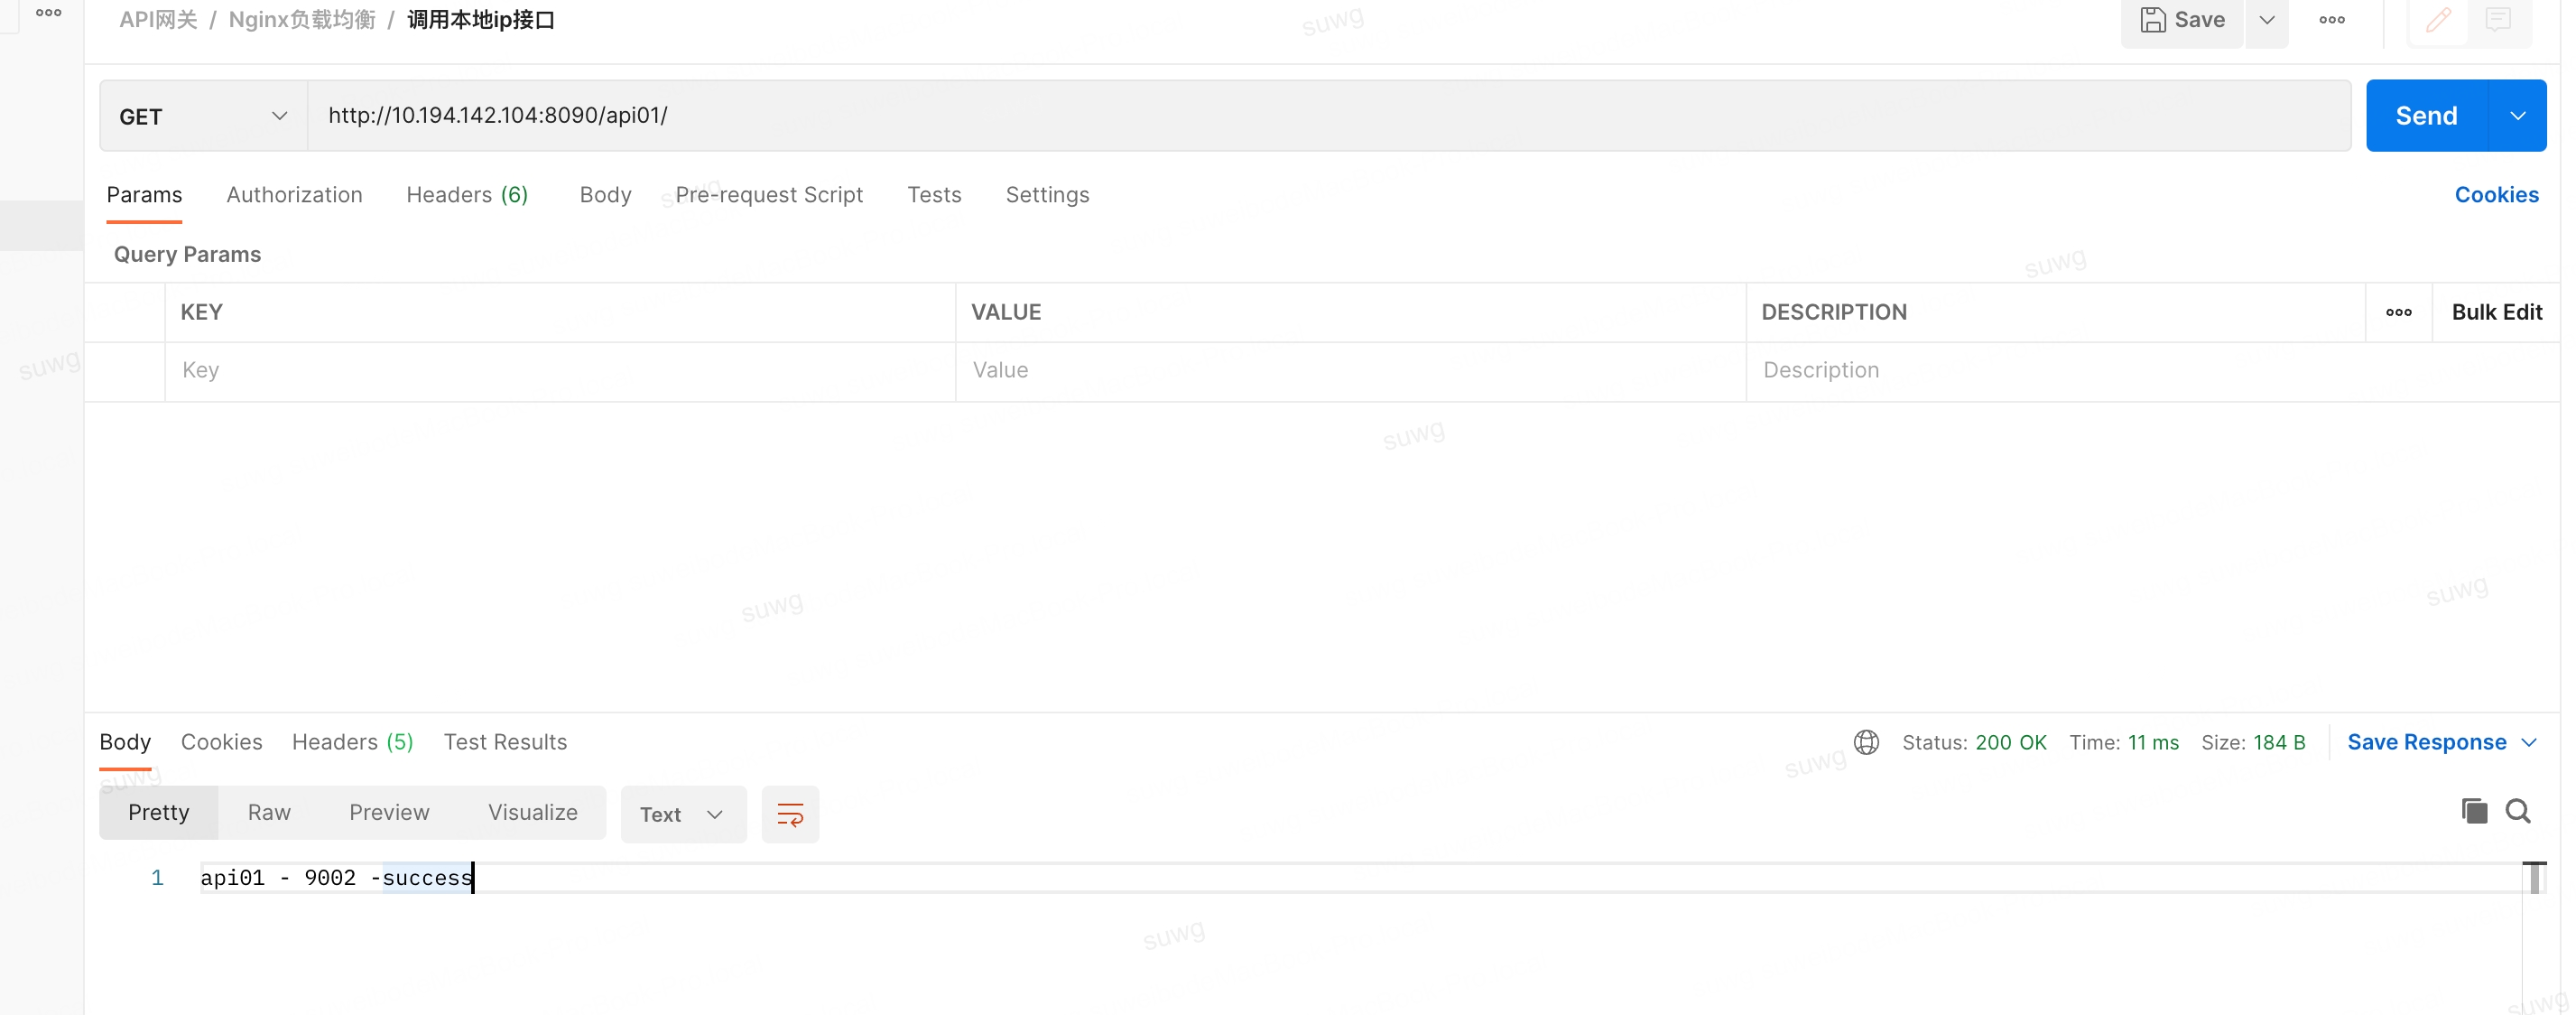 API网关 / Nginx负载均衡 / 调用本地ip接口
Save
GET
http://10.194.142.104:8090/api01/
Send
Params Authorization Headers (6) Body Pre-request Script Tests Settings
Cookies
Query Params
KEY VALUE DESCRIPTION Bulk Edit
Key Value Description
Body Cookies Headers (5) Test Results
Status: 200 OK Time: 11 ms Size: 184 B Save Response
Pretty Raw Preview Visualize Text
1 api01 - 9002 -success
suwg
suwg
suwg
suwg
suwg
suwg
suwg
suwg
suwg
suwg
suwg